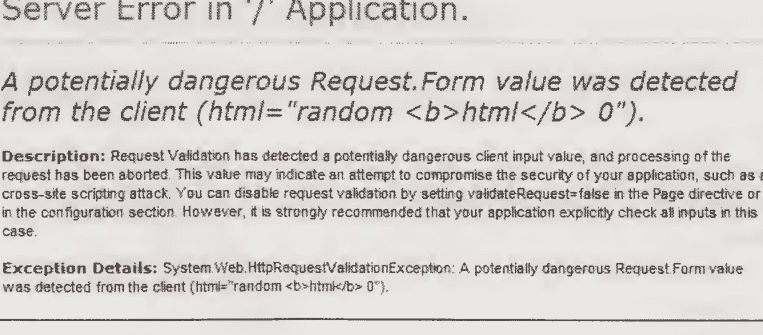 Server Error in '/' Application.
A potentially dangerous Request.Form value was detected
from the client (html="random <b>html</b> 0").
Description: Request Validation has detected a potentially dangerous client input value, and processing of the
request has been aborted. This value may indicate an attempt to compromise the security of your application, such as a
cross-site scripting attack. You can disable request validation by setting validateRequest=false in the Page directive or
in the configuration section. However, it is strongly recommended that your application explicitly check all inputs in this
case.
Exception Details: System.Web.HttpRequestValidationException: A potentially dangerous Request.Form value
was detected from the client (html="random <b>html</b> 0").